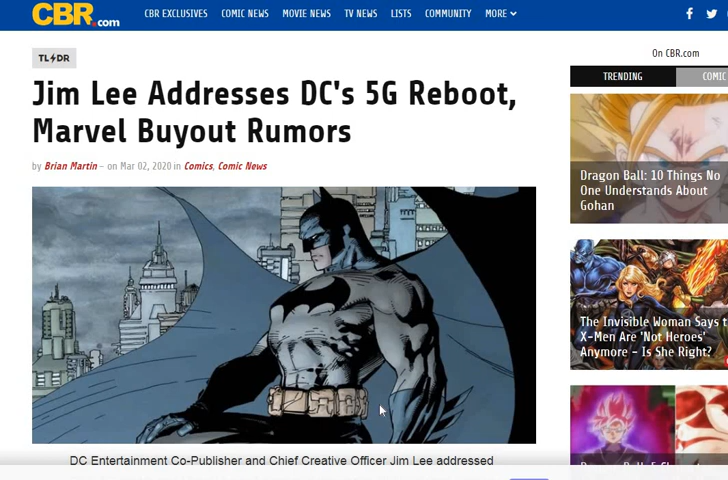 CBR.com
CBR EXCLUSIVES COMIC NEWS MOVIE NEWS TV NEWS LISTS COMMUNITY MORE
TL DR
Jim Lee Addresses DC's 5G Reboot,
Marvel Buyout Rumors
by Brian Martin – on Mar 02, 2020 in Comics, Comic News
DC Entertainment Co-Publisher and Chief Creative Officer Jim Lee addressed
On CBR.com
TRENDING COMIC
Dragon Ball: 10 Things No
One Understands About
Gohan
The Invisible Woman Says
X-Men Are 'Not Heroes'
Anymore – Is She Right?